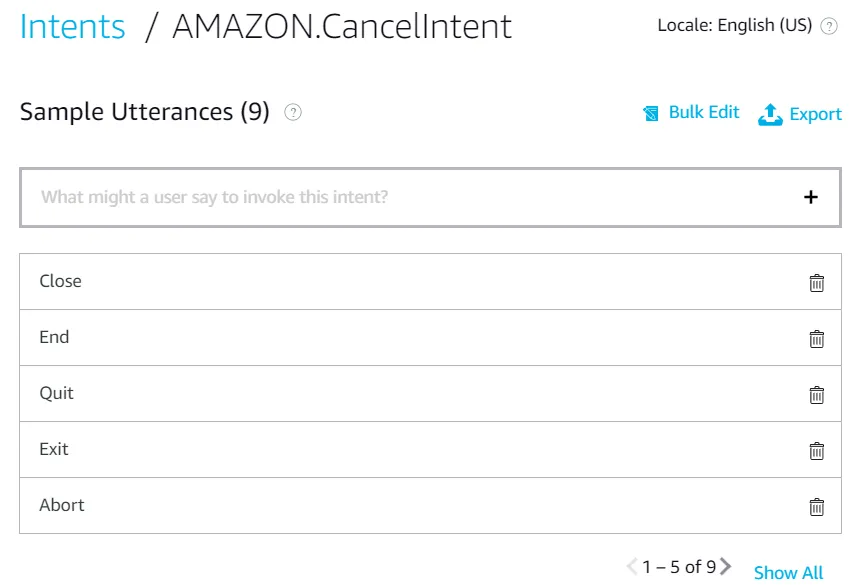 Intents / AMAZON.CancelIntent
Locale: English (US) ?
Sample Utterances (9) ?
Bulk Edit
Export
What might a user say to invoke this intent? +
Close
End
Quit
Exit
Abort
1 – 5 of 9
Show All